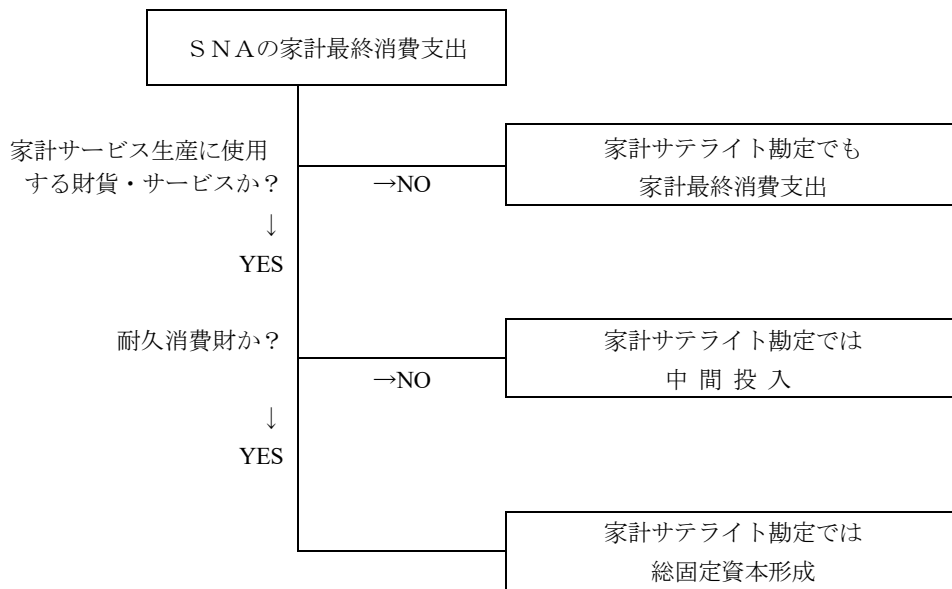 ＳＮＡの家計最終消費支出
家計サービス生産に使用
する財貨・サービスか？
→NO
家計サテライト勘定でも
家計最終消費支出
↓
YES
耐久消費財か？
→NO
家計サテライト勘定では
中 間 投 入
↓
YES
家計サテライト勘定では
総固定資本形成